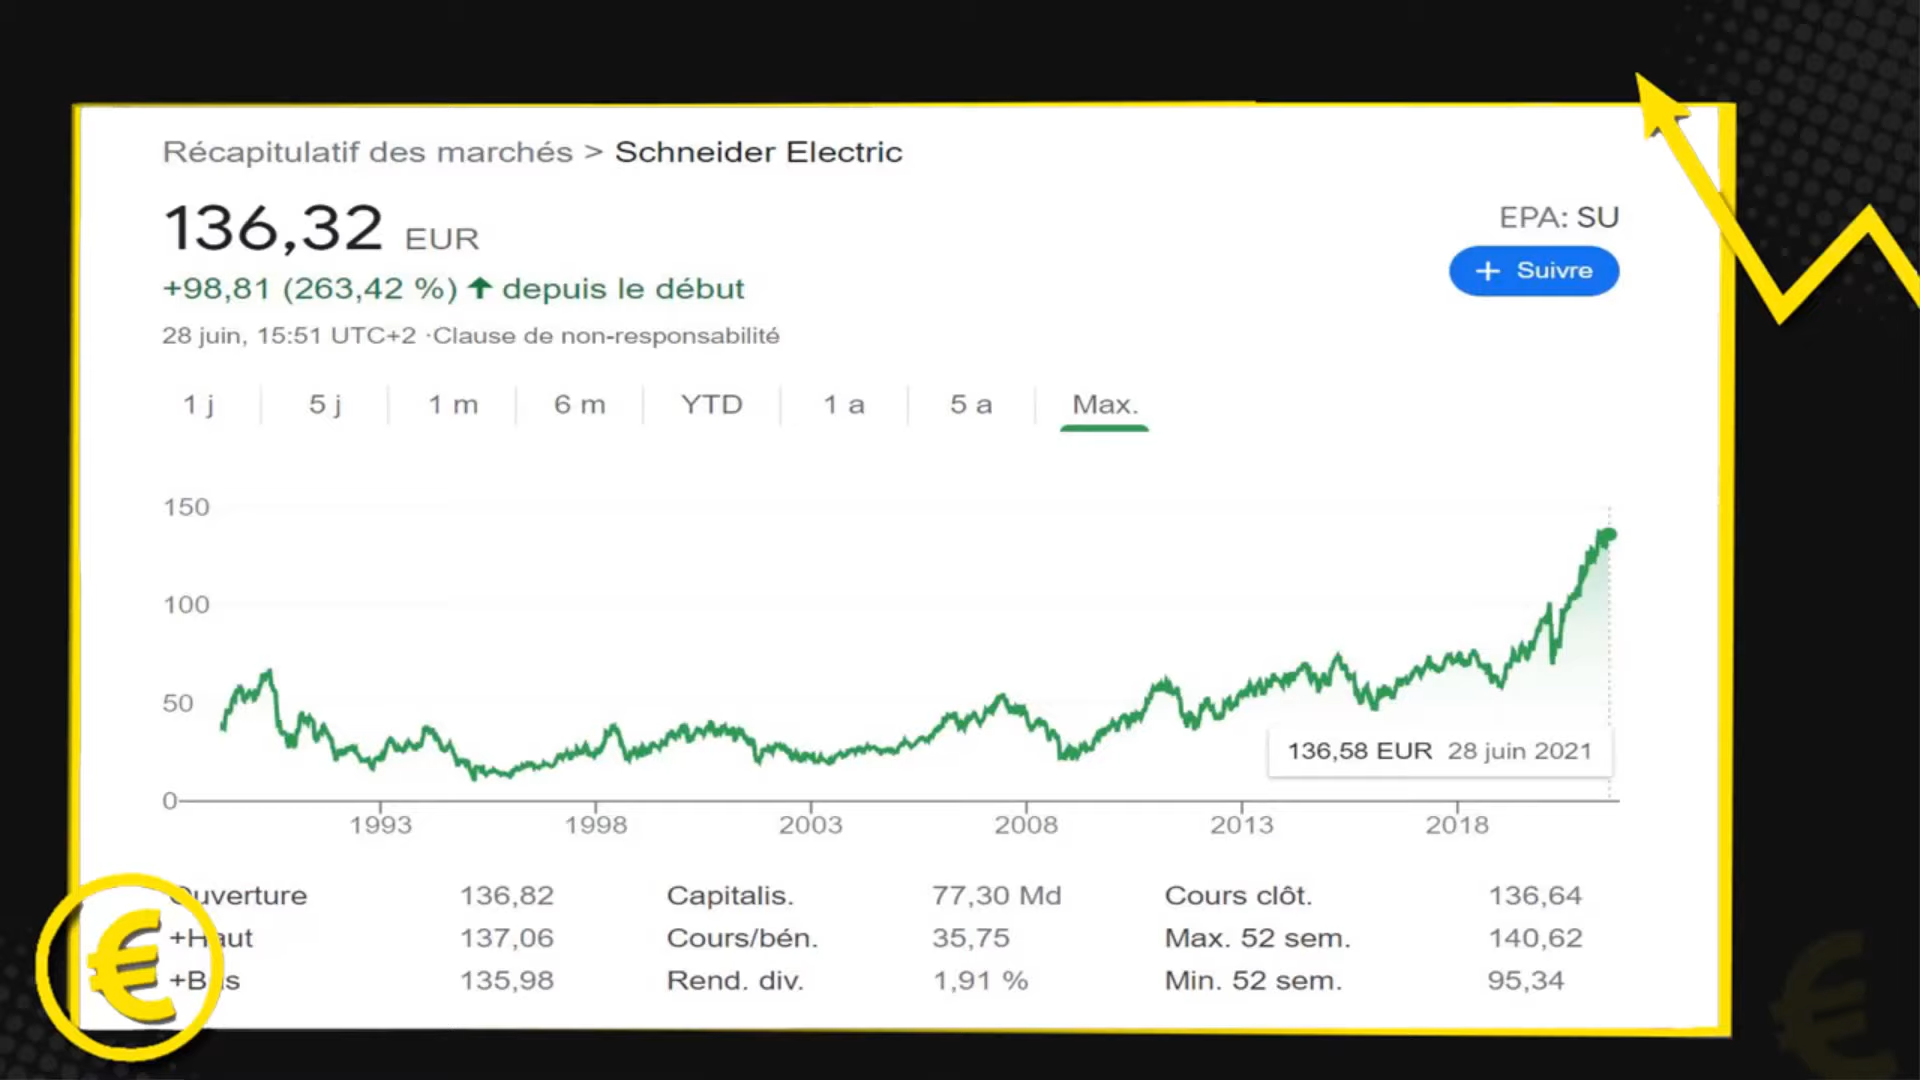 Récapitulatif des marchés > Schneider Electric
136,32 EUR
EPA: SU
+ Suivre
+98,81 (263,42 %) ↑ depuis le début
28 juin, 15:51 UTC+2 ·Clause de non-responsabilité
1 j 5 j 1 m 6 m YTD 1 a 5 a Max.
150
100
50
0
136,58 EUR 28 juin 2021
1993 1998 2003 2008 2013 2018
Ouverture 136,82 Capitalis. 77,30 Md Cours clôt. 136,64
+Haut 137,06 Cours/bén. 35,75 Max. 52 sem. 140,62
+Bas 135,98 Rend. div. 1,91 % Min. 52 sem. 95,34
€
€